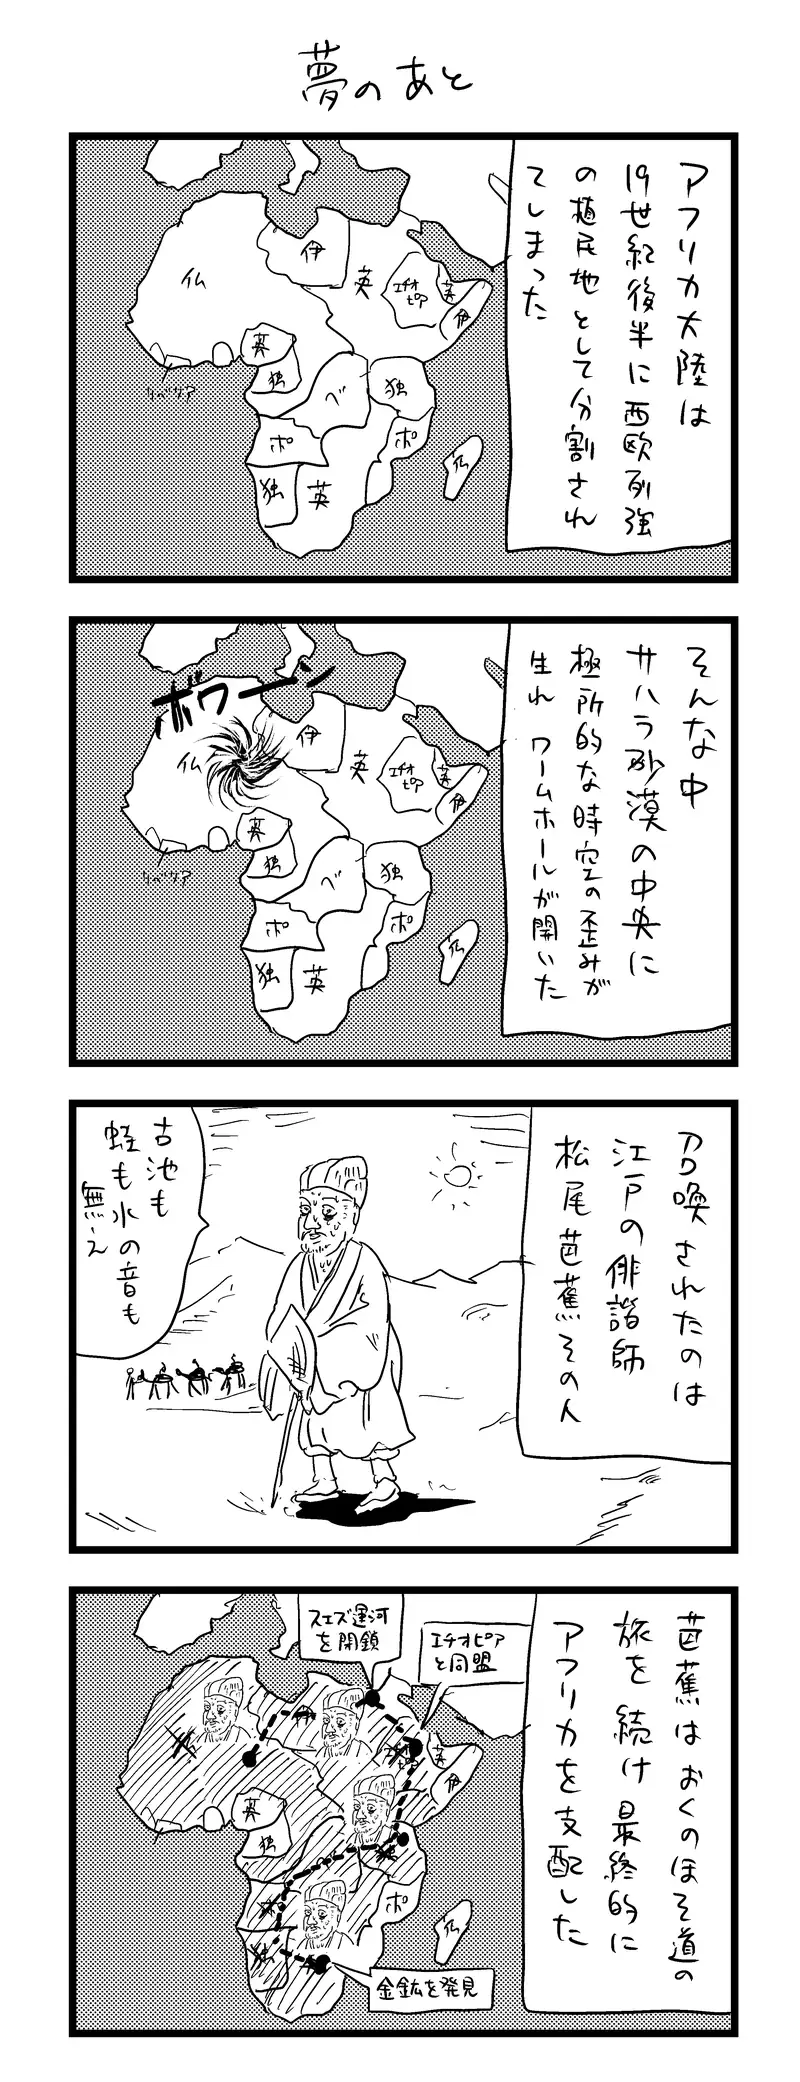 夢のあと
アフリカ大陸は
19世紀後半に西欧列強
の植民地として分割され
てしまった
仏
伊
英
エチオピア
英
伊
英
独
ベ
独
ポ
ポ
独
英
仏
リベリア
そんな中
サハラ砂漠の中央に
極所的な時空の歪みが
生れ ワームホールが開いた
ボワーン
仏
伊
英
エチオピア
英
伊
英
独
ベ
独
ポ
ポ
独
英
仏
リベリア
召喚されたのは
江戸の俳諧師
松尾芭蕉その人
古池も
蛙も水の音も
無え
芭蕉はおくのほそ道の
旅を続け最終的に
アフリカを支配した
スエズ運河
を開鎖
エチオピア
と同盟
伊
英
伊
英
独
独
ポ
独
仏
金鉱を発見